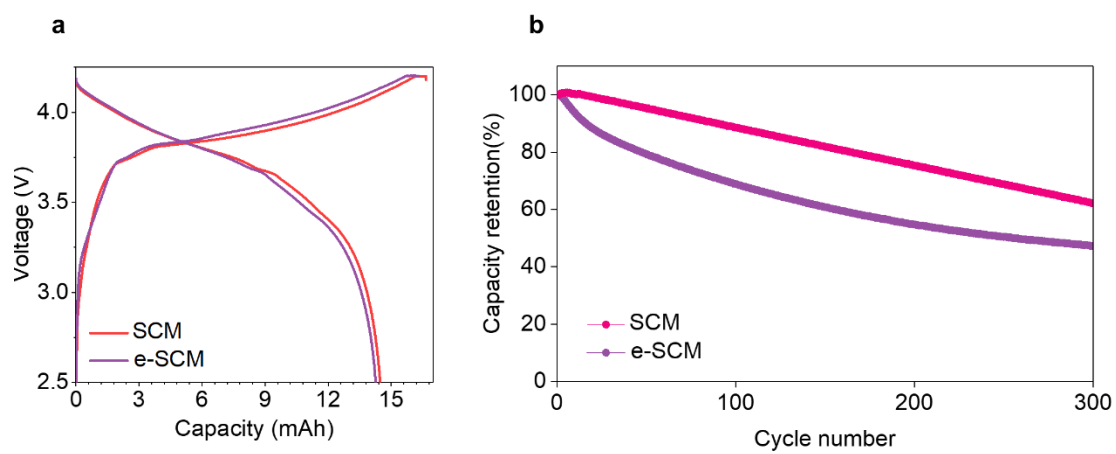 a
Voltage (V)
4.0
3.5
3.0
2.5
SCM
e-SCM
0 3 6 9 12 15
Capacity (mAh)
b
Capacity retention(%)
100
80
60
40
20
0
SCM
e-SCM
0 100 200 300
Cycle number